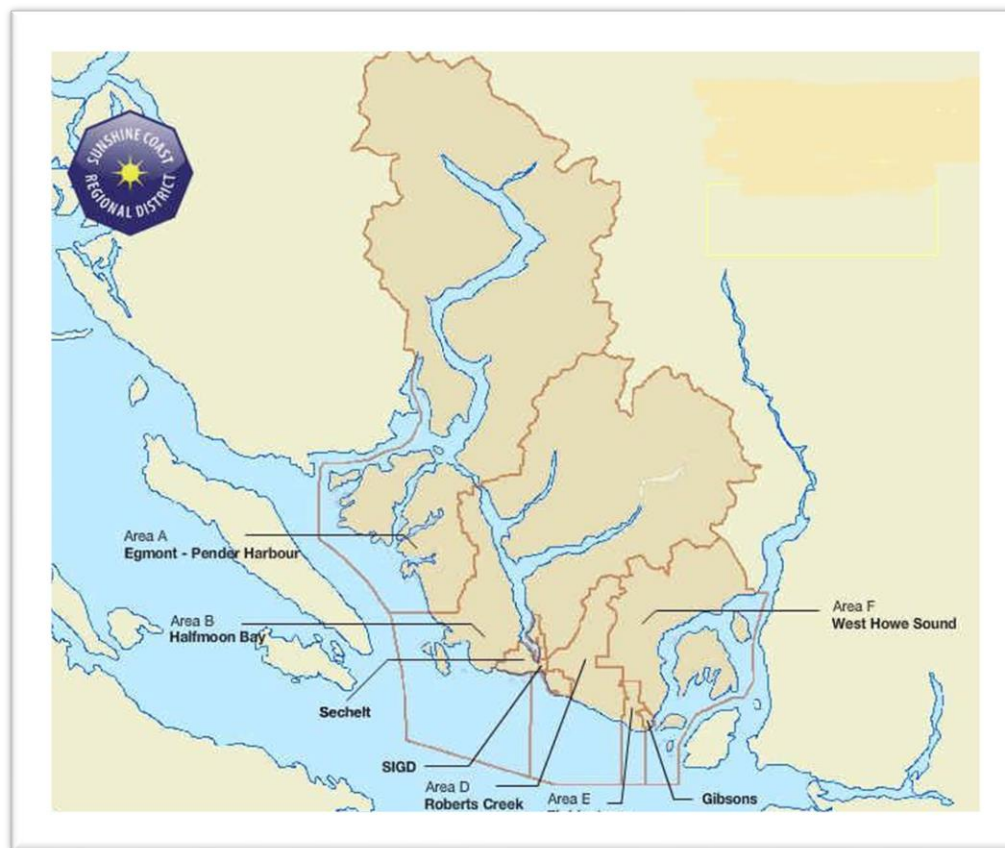 SUNSHINE COAST
REGIONAL DISTRICT
Area A
Egmont - Pender Harbour
Area B
Halfmoon Bay
Sechelt
SIGD
Area D
Roberts Creek
Area E
Area F
West Howe Sound
Gibsons